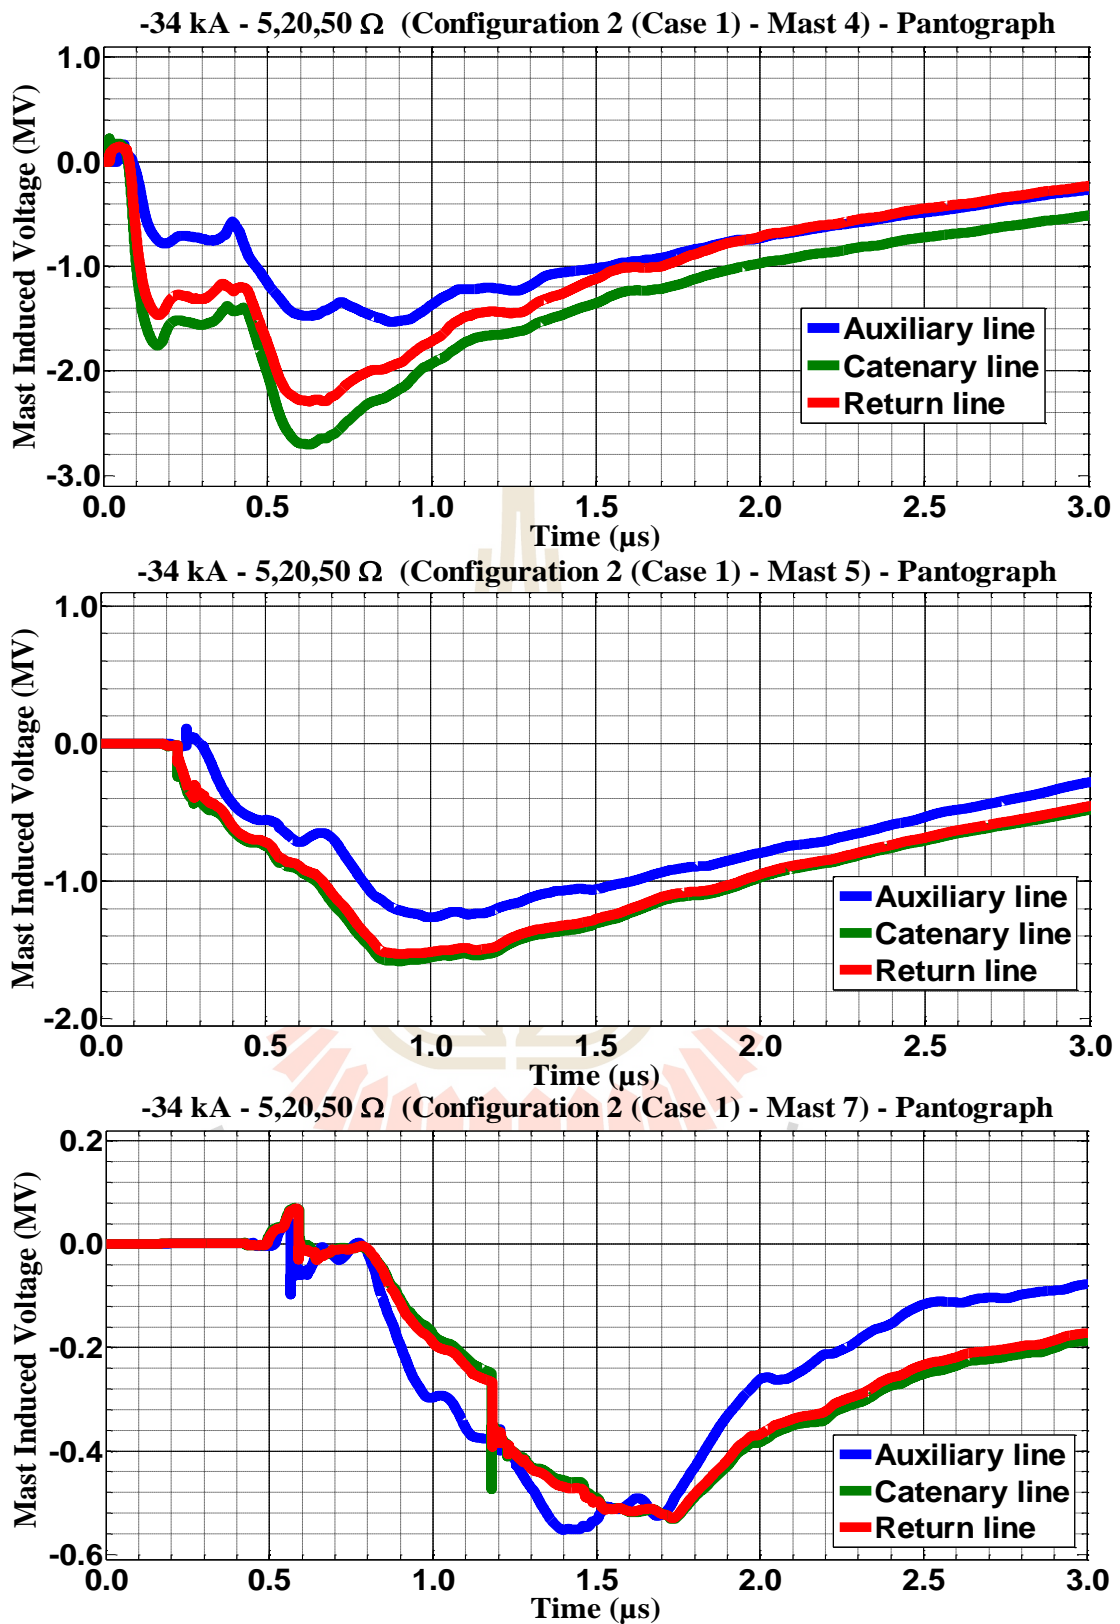 -34 kA - 5,20,50 Ω (Configuration 2 (Case 1) - Mast 4) - Pantograph
Mast Induced Voltage (MV)
1.0
0.0
-1.0
-2.0
-3.0
Auxiliary line
Catenary line
Return line
0.0 0.5 1.0 1.5 2.0 2.5 3.0
Time (µs)
-34 kA - 5,20,50 Ω (Configuration 2 (Case 1) - Mast 5) - Pantograph
Mast Induced Voltage (MV)
1.0
0.0
-1.0
-2.0
Auxiliary line
Catenary line
Return line
0.0 0.5 1.0 1.5 2.0 2.5 3.0
Time (µs)
-34 kA - 5,20,50 Ω (Configuration 2 (Case 1) - Mast 7) - Pantograph
Mast Induced Voltage (MV)
0.2
0.0
-0.2
-0.4
-0.6
Auxiliary line
Catenary line
Return line
0.0 0.5 1.0 1.5 2.0 2.5 3.0
Time (µs)